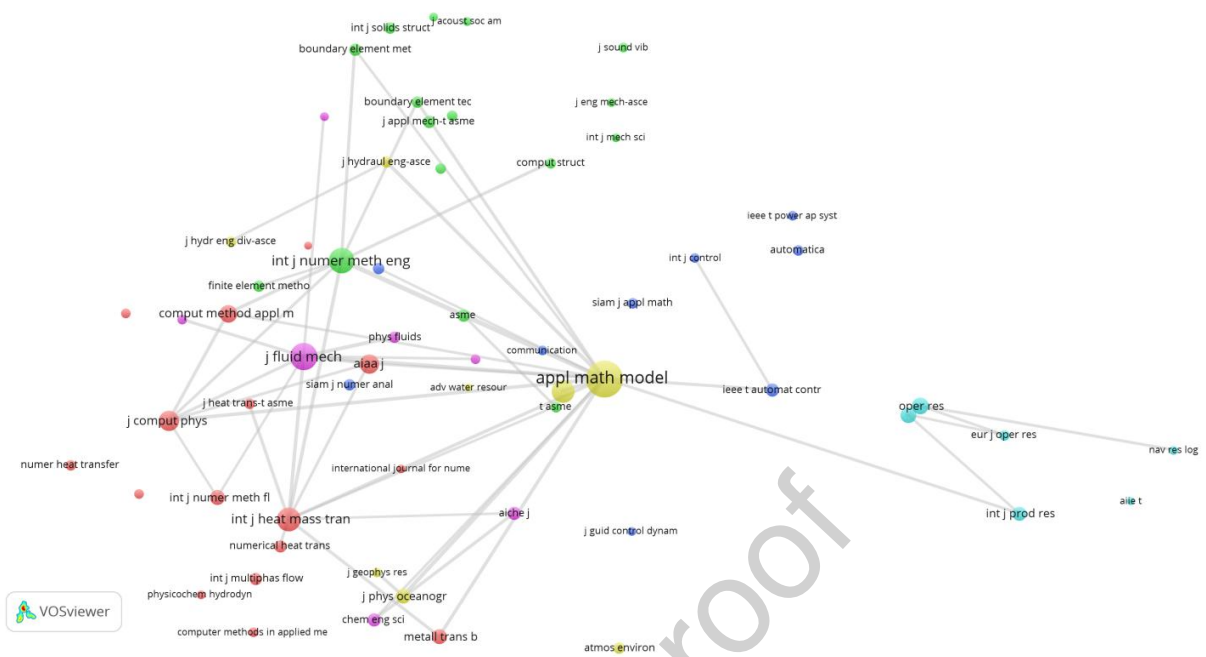 int j solids struct
j acoust soc am
boundary element met
j sound vib
boundary element tec
j eng mech-asce
j appl mech-t asme
int j mech sci
j hydraul eng-asce
comput struct
ieee t power ap syst
j hydr eng div-asce
automatica
int j numer meth eng
int j control
finite element metho
siam j appl math
comput method appl m
asme
phys fluids
communication
j fluid mech
aiaa j
appl math model
siam j numer anal
adv water resour
ieee t automat contr
j heat trans-t asme
t asme
oper res
j comput phys
eur j oper res
nav res log
numer heat transfer
international journal for nume
int j numer meth fl
aiie t
int j heat mass tran
aiche j
int j prod res
j guid control dynam
numerical heat trans
j geophys res
int j multiphas flow
physicochem hydrodyn
j phys oceanogr
VOSviewer
chem eng sci
computer methods in applied me
metall trans b
atmos environ
roof